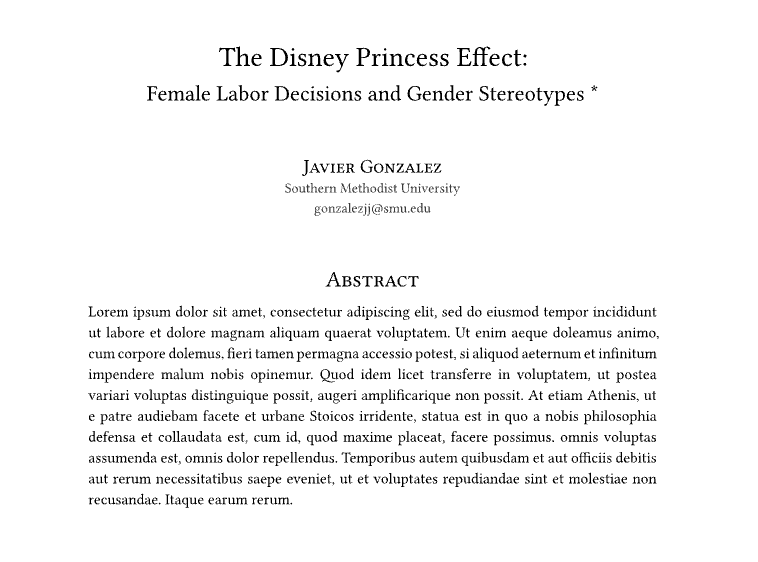 The Disney Princess Effect:
Female Labor Decisions and Gender Stereotypes *
Javier Gonzalez
Southern Methodist University
gonzalezjj@smu.edu
Abstract
Lorem ipsum dolor sit amet, consectetur adipiscing elit, sed do eiusmod tempor incididunt
ut labore et dolore magnam aliquam quaerat voluptatem. Ut enim aeque doleamus animo,
cum corpore dolemus, fieri tamen permagna accessio potest, si aliquod aeternum et infinitum
impendere malum nobis opinemur. Quod idem licet transferre in voluptatem, ut postea
variari voluptas distinguique possit, augeri amplificarique non possit. At etiam Athenis, ut
e patre audiebam facete et urbane Stoicos irridente, statua est in quo a nobis philosophia
defensa et collaudata est, cum id, quod maxime placeat, facere possimus. omnis voluptas
assumenda est, omnis dolor repellendus. Temporibus autem quibusdam et aut officiis debitis
aut rerum necessitatibus saepe eveniet, ut et voluptates repudiandae sint et molestiae non
recusandae. Itaque earum rerum.